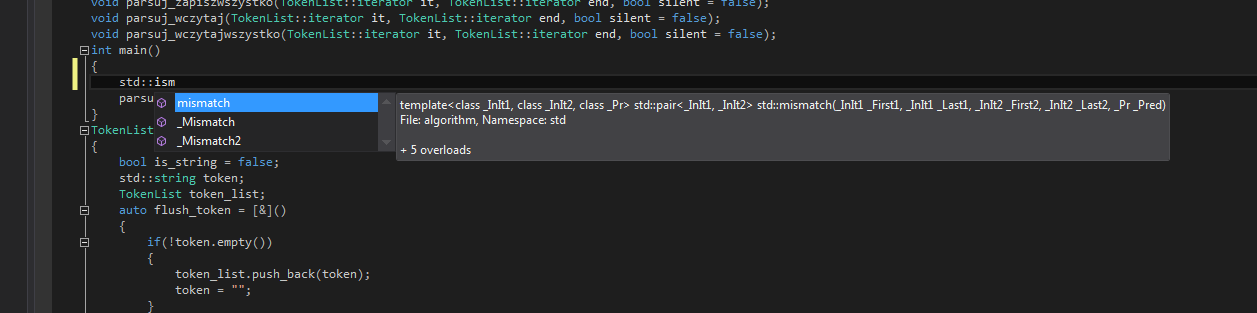 void parsuj_zapiszwszystko(TokenList::iterator it, TokenList::iterator end, bool silent = false);
void parsuj_wczytaj(TokenList::iterator it, TokenList::iterator end, bool silent = false);
void parsuj_wczytajwszystko(TokenList::iterator it, TokenList::iterator end, bool silent = false);
int main()
{
std::ism
parsu
mismatch
_Mismatch
_Mismatch2
template<class _InIt1, class _InIt2, class _Pr> std::pair<_InIt1, _InIt2> std::mismatch(_InIt1 _First1, _InIt1 _Last1, _InIt2 _First2, _InIt2 _Last2, _Pr _Pred)
File: algorithm, Namespace: std
+ 5 overloads
}
TokenList
{
bool is_string = false;
std::string token;
TokenList token_list;
auto flush_token = [&]()
{
if(!token.empty())
{
token_list.push_back(token);
token = "";
}